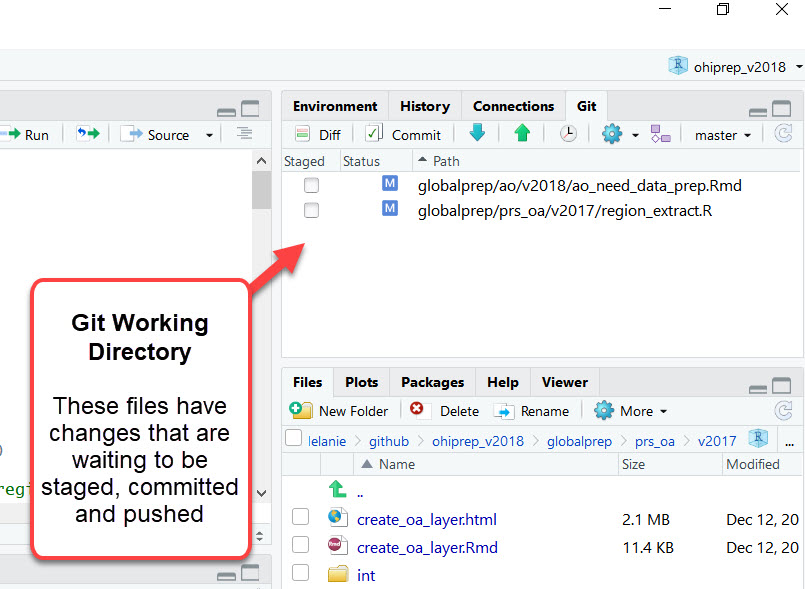 ohiprep_v2018
Environment History Connections Git
Run Source Diff Commit master
Staged Status Path
M globalprep/ao/v2018/ao_need_data_prep.Rmd
M globalprep/prs_oa/v2017/region_extract.R
Git Working
Directory
These files have
changes that are
waiting to be
staged, committed
and pushed
)
regi
Files Plots Packages Help Viewer
New Folder Delete Rename More
lelanie github ohiprep_v2018 globalprep prs_oa v2017 ...
Name Size Modified
..
create_oa_layer.html 2.1 MB Dec 12, 20
create_oa_layer.Rmd 11.4 KB Dec 12, 20
int